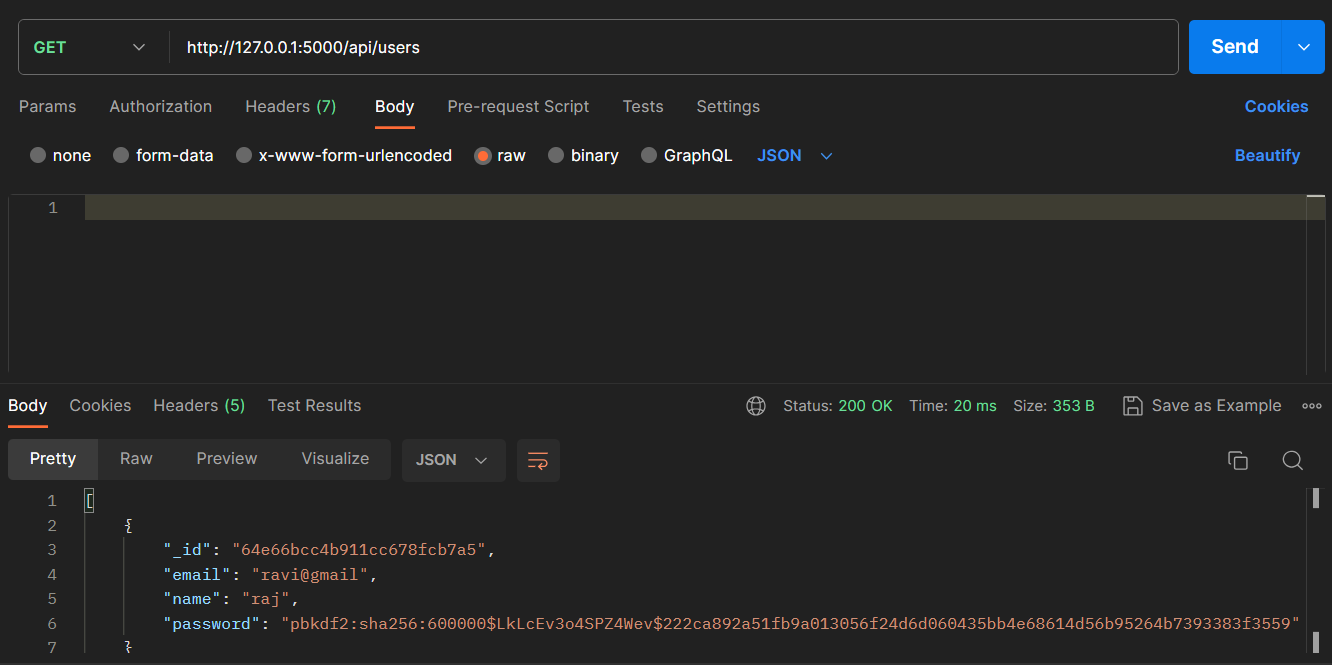 GET http://127.0.0.1:5000/api/users Send
Params Authorization Headers (7) Body Pre-request Script Tests Settings Cookies
none form-data x-www-form-urlencoded raw binary GraphQL JSON Beautify
1
Body Cookies Headers (5) Test Results Status: 200 OK Time: 20 ms Size: 353 B Save as Example
Pretty Raw Preview Visualize JSON
1 [
2 {
3 "_id": "64e66bcc4b911cc678fcb7a5",
4 "email": "ravi@gmail",
5 "name": "raj",
6 "password": "pbkdf2:sha256:600000$LkLcEv3o4SPZ4Wev$222ca892a51fb9a013056f24d6d060435bb4e68614d56b95264b7393383f3559"
7 }